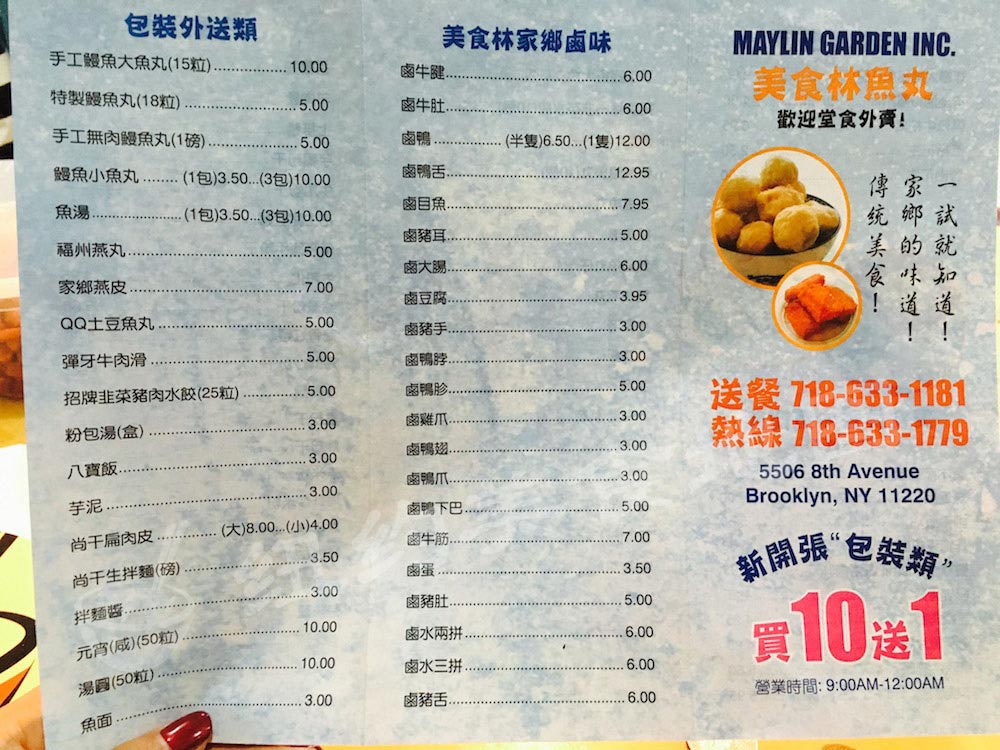 包裝外送類
手工鰻魚大魚丸(15粒)..................10.00
特製鰻魚丸(18粒)..........................5.00
手工無肉鰻魚丸(1磅)......................5.00
鰻魚小魚丸........(1包)3.50...(3包)10.00
魚湯......................(1包)3.50...(3包)10.00
福州燕丸..........................................5.00
家鄉燕皮..........................................7.00
QQ土豆魚丸....................................5.00
彈牙牛肉滑......................................5.00
招牌韭菜豬肉水餃(25粒)................5.00
粉包湯(盒)........................................3.00
八寶飯..............................................3.00
芋泥..................................................3.00
尚干扁肉皮..............(大)8.00...(小)4.00
尚干生拌麵(磅)................................3.50
拌麵醬..............................................3.00
元宵(咸)(50粒)................................10.00
湯圓(50粒)......................................10.00
魚面..................................................3.00
美食林家鄉鹵味
鹵牛腱..............................................6.00
鹵牛肚..............................................6.00
鹵鴨.................(半隻)6.50...(1隻)12.00
鹵鴨舌............................................12.95
鹵目魚..............................................7.95
鹵豬耳..............................................5.00
鹵大腸..............................................6.00
鹵豆腐..............................................3.95
鹵豬手..............................................3.00
鹵鴨脖..............................................3.00
鹵鴨胗..............................................5.00
鹵雞爪..............................................3.00
鹵鴨翅..............................................3.00
鹵鴨爪..............................................3.00
鹵鴨下巴..........................................5.00
鹵牛筋..............................................7.00
鹵蛋..................................................3.50
鹵豬肚..............................................5.00
鹵水兩拼..........................................6.00
鹵水三拼..........................................6.00
鹵豬舌..............................................6.00
MAYLIN GARDEN INC.
美食林魚丸
歡迎堂食外賣!
一試就知道!
家鄉的味道!
傳統美食!
送餐 718-633-1181
熱線 718-633-1779
5506 8th Avenue
Brooklyn, NY 11220
新開張“包裝類”
買10送1
營業時間: 9:00AM-12:00AM